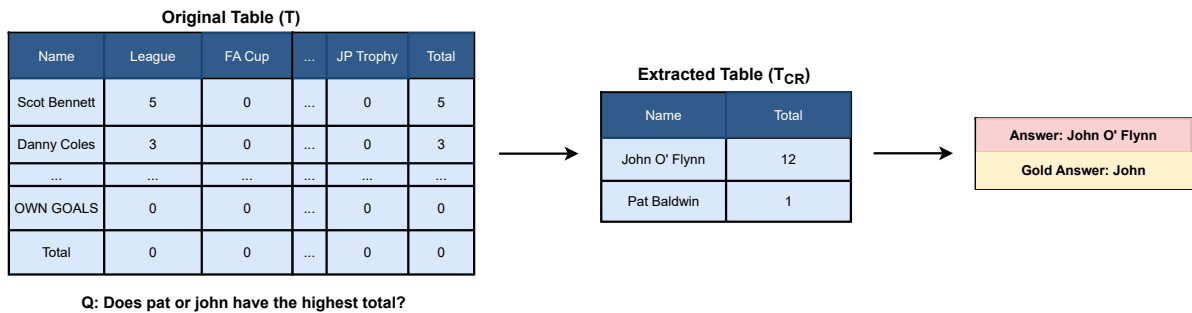 Original Table (T)
Name League FA Cup ... JP Trophy Total
Scot Bennett 5 0 ... 0 5
Danny Coles 3 0 ... 0 3
... ... ... ... ... ...
OWN GOALS 0 0 ... 0 0
Total 0 0 ... 0 0
Q: Does pat or john have the highest total?
Extracted Table (TCR)
Name Total
John O' Flynn 12
Pat Baldwin 1
Answer: John O' Flynn
Gold Answer: John